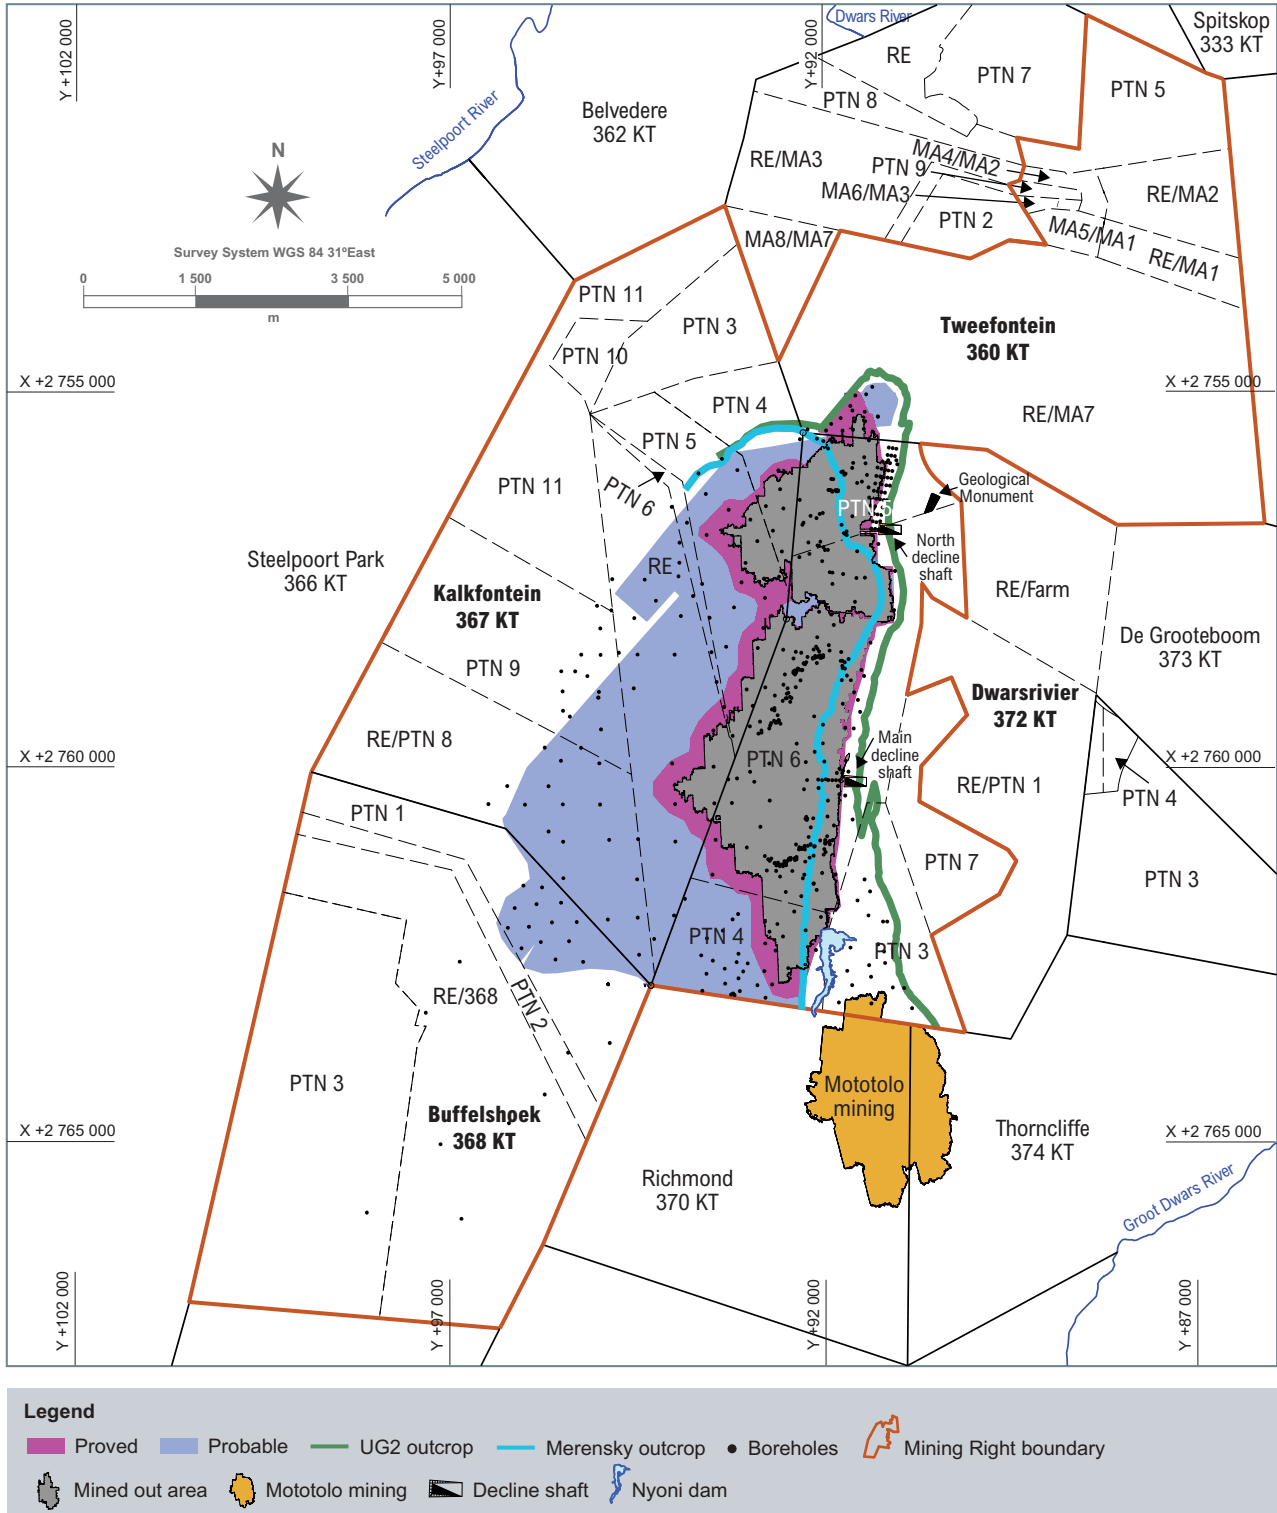 Y +102 000
Y +97 000
Y +92 000
Dwars River
Spitskop
333 KT
RE
PTN 7
PTN 5
Belvedere
362 KT
PTN 8
Steelpoort River
N
RE/MA3
MA4/MA2
PTN 9
MA6/MA3
RE/MA2
PTN 2
MA5/MA1
RE/MA1
MA8/MA7
Survey System WGS 84 31ºEast
0
1 500
3 500
5 000
m
PTN 11
PTN 3
PTN 10
Tweefontein
360 KT
X +2 755 000
X +2 755 000
PTN 4
RE/MA7
PTN 5
PTN 11
PTN 6
PTN 5
Geological
Monument
North
decline
shaft
Steelpoort Park
366 KT
RE
Kalkfontein
367 KT
RE/Farm
De Grooteboom
373 KT
PTN 9
Dwarsrivier
372 KT
RE/PTN 8
X +2 760 000
X +2 760 000
PTN 6
Main
decline
shaft
RE/PTN 1
PTN 4
PTN 1
PTN 7
PTN 3
PTN 4
PTN 3
RE/368
PTN 2
PTN 3
Mototolo
mining
Buffelshoek
368 KT
X +2 765 000
Thorncliffe
374 KT
X +2 765 000
Richmond
370 KT
Groot Dwars River
Y +102 000
Y +97 000
Y +92 000
Y +87 000
Legend
Proved
Probable
UG2 outcrop
Merensky outcrop
Boreholes
Mining Right boundary
Mined out area
Mototolo mining
Decline shaft
Nyoni dam